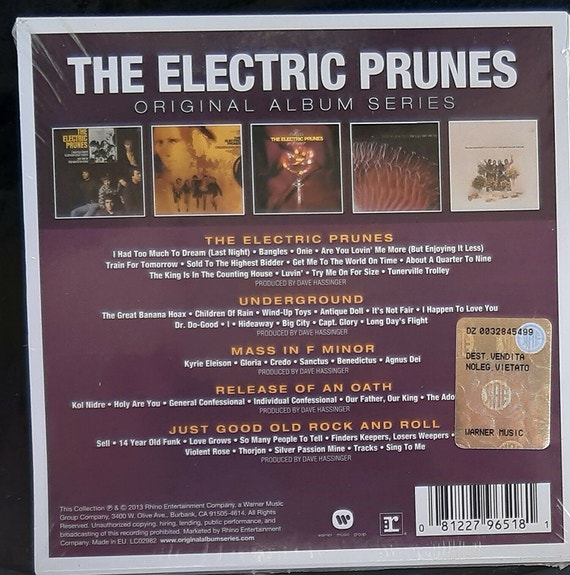 THE ELECTRIC PRUNES
ORIGINAL ALBUM SERIES
THE ELECTRIC PRUNES
THE ELECTRIC PRUNES
THE ELECTRIC PRUNES
I Had Too Much To Dream (Last Night) • Bangles • Onie • Are You Lovin' Me More (But Enjoying It Less)
Train For Tomorrow • Sold To The Highest Bidder • Get Me To The World On Time • About A Quarter To Nine
The King Is In The Counting House • Luvin' • Try Me On For Size • Tunerville Trolley
PRODUCED BY DAVE HASSINGER
UNDERGROUND
The Great Banana Hoax • Children Of Rain • Wind-Up Toys • Antique Doll • It's Not Fair • I Happen To Love You
Dr. Do-Good • I • Hideaway • Big City • Capt. Glory • Long Day's Flight
PRODUCED BY DAVE HASSINGER
MASS IN F MINOR
Kyrie Eleison • Gloria • Credo • Sanctus • Benedictus • Agnus Dei
PRODUCED BY DAVE HASSINGER
RELEASE OF AN OATH
Kol Nidre • Holy Are You • General Confessional • Individual Confessional • Our Father, Our King • The Ado
PRODUCED BY DAVE HASSINGER
JUST GOOD OLD ROCK AND ROLL
Sell • 14 Year Old Funk • Love Grows • So Many People To Tell • Finders Keepers, Losers Weepers •
Violent Rose • Thorjon • Silver Passion Mine • Tracks • Sing To Me
PRODUCED BY DAVE HASSINGER
DZ 0032845499
DEST.VENDITA
NOLEG.VIETATO
SIAE
WARNER MUSIC
This Collection ℗ & © 2013 Rhino Entertainment Company, a Warner Music
Group Company, 3400 W. Olive Ave., Burbank, CA 91505-4614. All Rights
Reserved. Unauthorized copying, hiring, lending, public performance, and
broadcasting of this recording prohibited. Marketed by Rhino Entertainment
Company. Made in EU. LC02982 www.originalalbumseries.com
warner music group
0 81227 96518 1